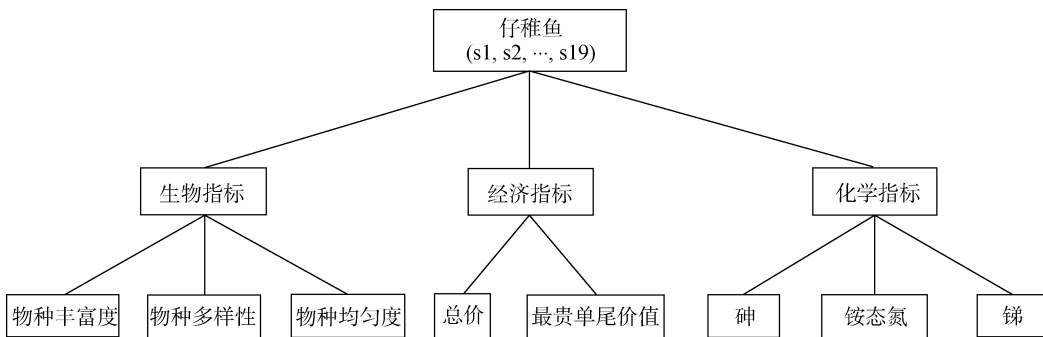 仔稚鱼
(s1, s2, ···, s19)
生物指标
经济指标
化学指标
物种丰富度
物种多样性
物种均匀度
总价
最贵单尾价值
砷
铵态氮
锑